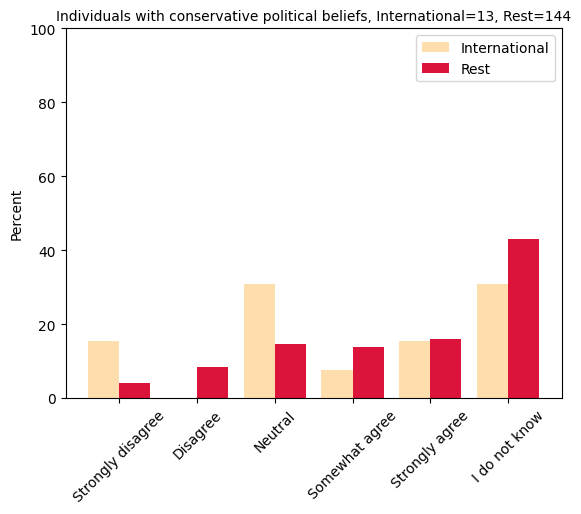 Individuals with conservative political beliefs, International=13, Rest=144
International
Rest
Percent
100
80
60
40
20
0
Strongly disagree
Disagree
Neutral
Somewhat agree
Strongly agree
I do not know